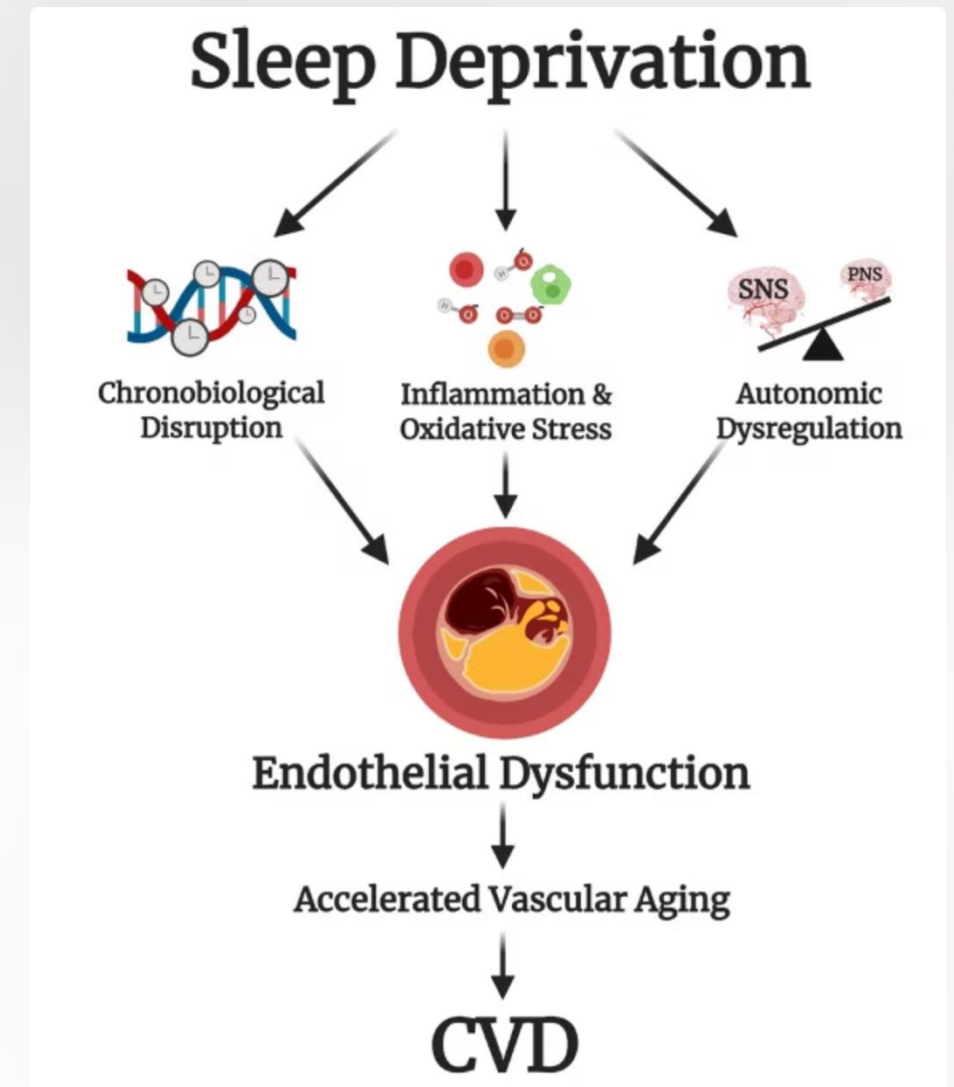 Sleep Deprivation
SNS
PNS
Chronobiological
Disruption
Inflammation &
Oxidative Stress
Autonomic
Dysregulation
H
O
H
O
O
O
Endothelial Dysfunction
Accelerated Vascular Aging
CVD